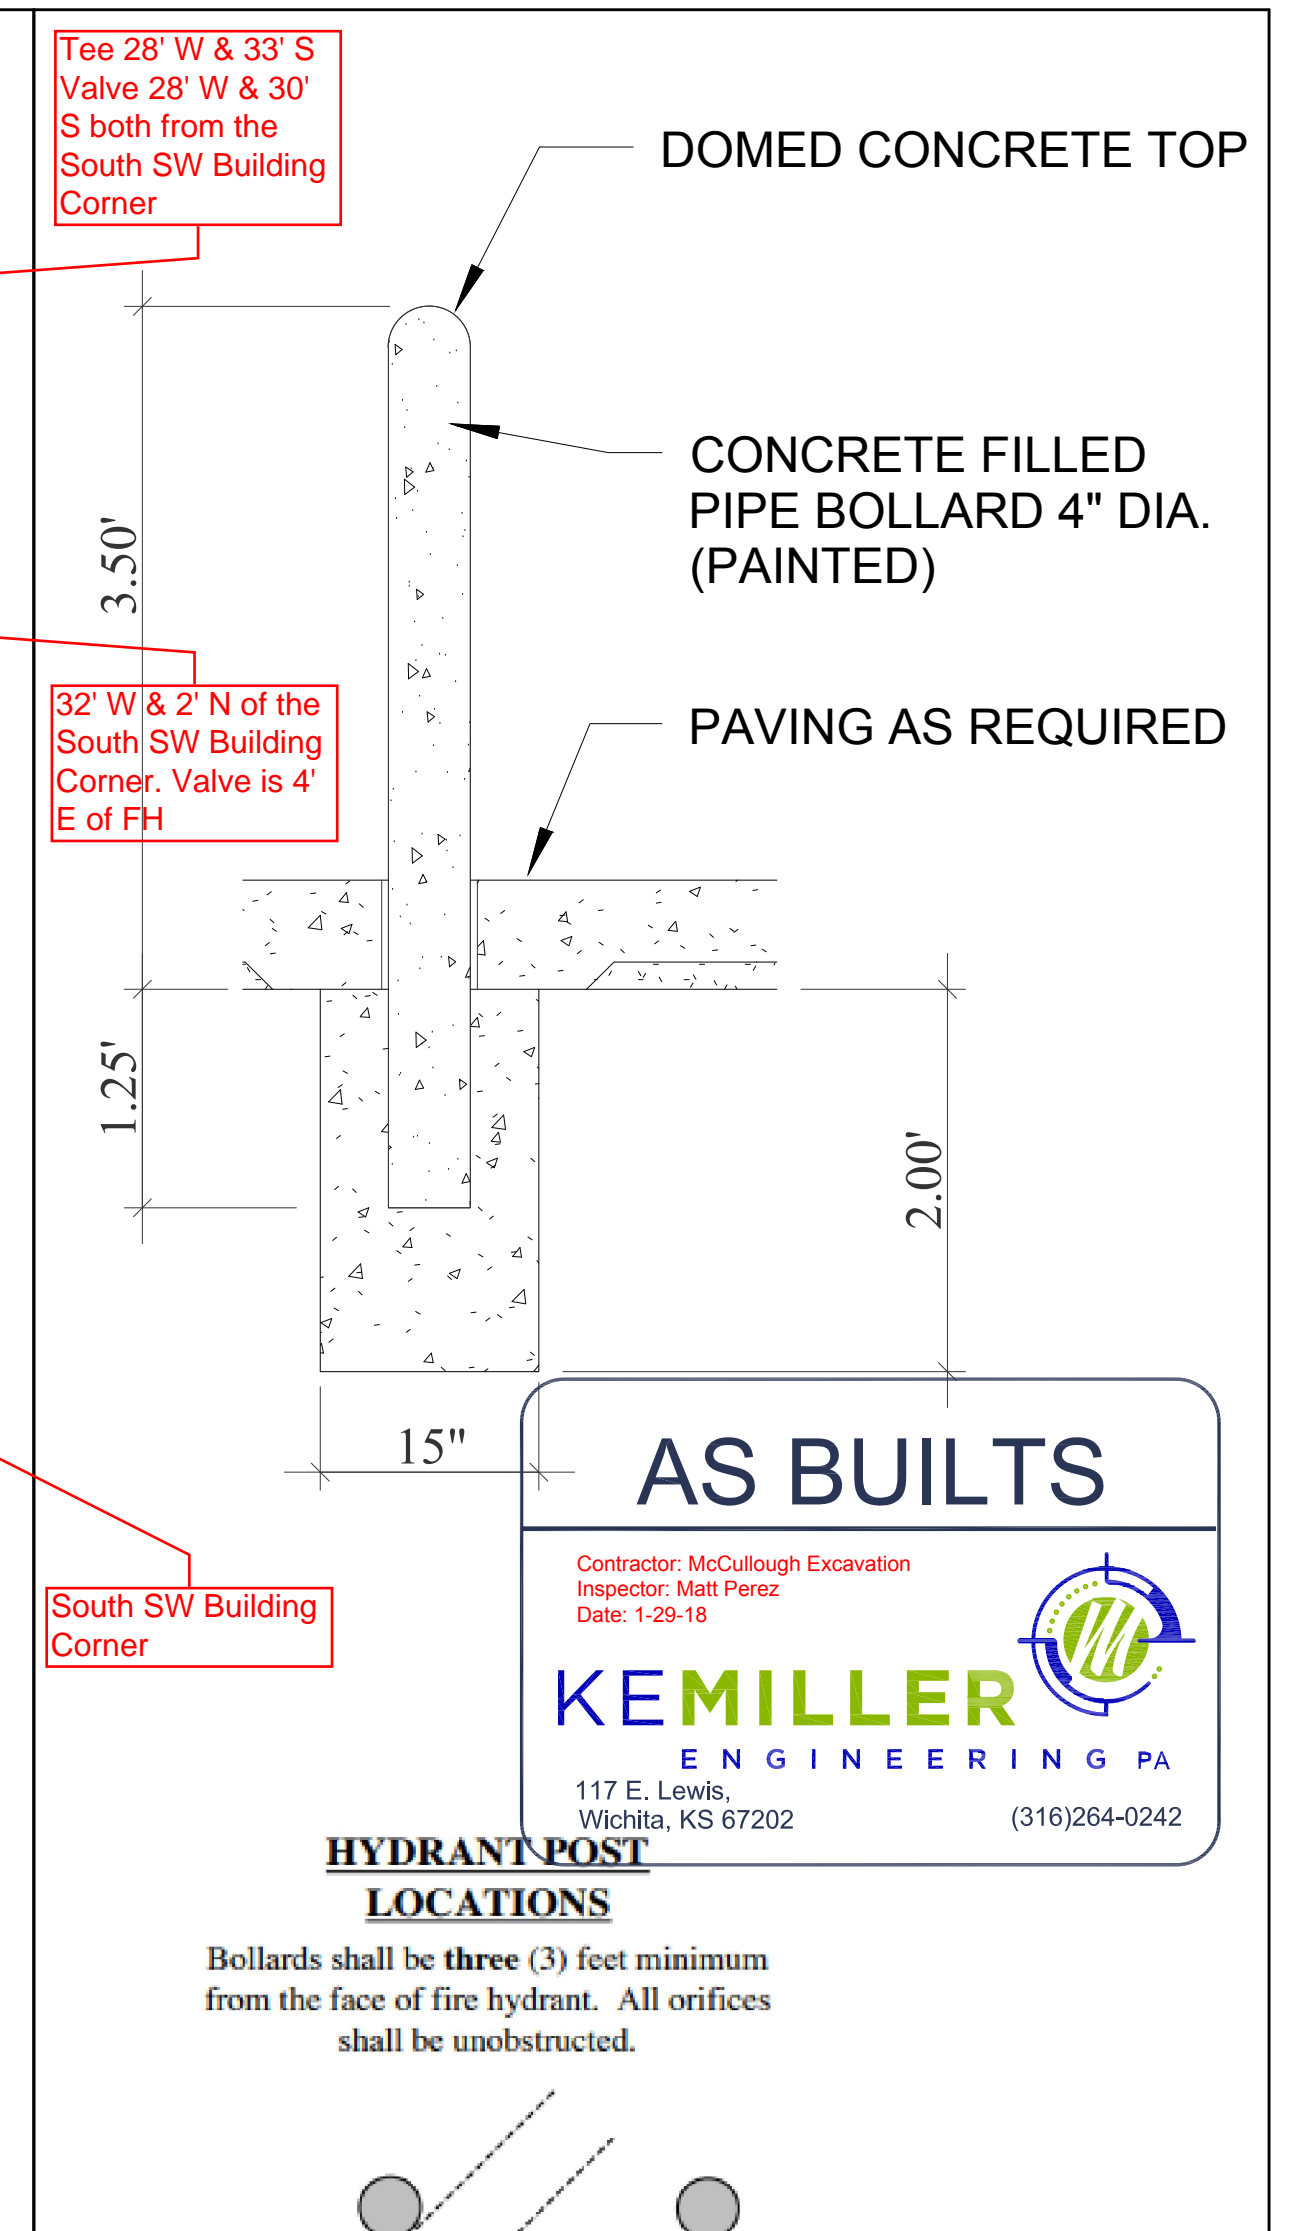 Tee 28' W & 33' S
Valve 28' W & 30'
S both from the
South SW Building
Corner
DOMED CONCRETE TOP
CONCRETE FILLED
PIPE BOLLARD 4" DIA.
(PAINTED)
3.50'
32' W & 2' N of the
South SW Building
Corner. Valve is 4'
E of FH
PAVING AS REQUIRED
1.25'
2.00'
15"
AS BUILTS
Contractor: McCullough Excavation
Inspector: Matt Perez
Date: 1-29-18
South SW Building
Corner
KEMILLER
ENGINEERING PA
117 E. Lewis,
Wichita, KS 67202
(316)264-0242
HYDRANT POST
LOCATIONS
Bollards shall be three (3) feet minimum
from the face of fire hydrant. All orifices
shall be unobstructed.